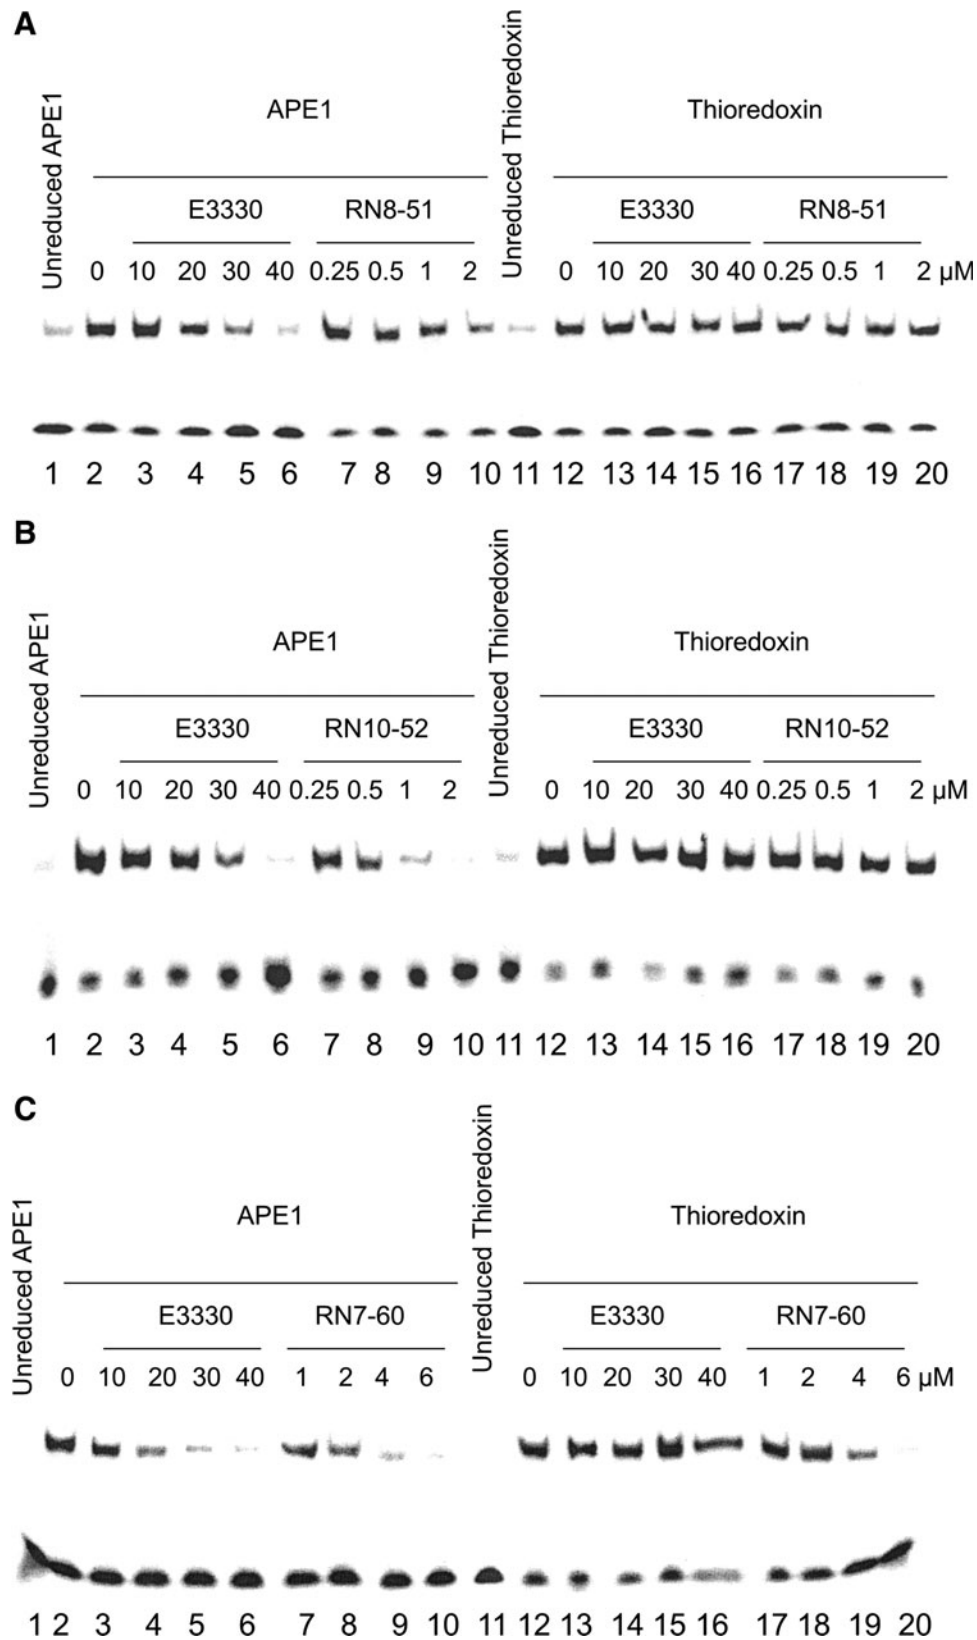 A
Unreduced APE1
APE1
Unreduced Thioredoxin
Thioredoxin
E3330 RN8-51 E3330 RN8-51
0 10 20 30 40 0.25 0.5 1 2 0 10 20 30 40 0.25 0.5 1 2 µM
1 2 3 4 5 6 7 8 9 10 11 12 13 14 15 16 17 18 19 20
B
Unreduced APE1
APE1
Unreduced Thioredoxin
Thioredoxin
E3330 RN10-52 E3330 RN10-52
0 10 20 30 40 0.25 0.5 1 2 0 10 20 30 40 0.25 0.5 1 2 µM
1 2 3 4 5 6 7 8 9 10 11 12 13 14 15 16 17 18 19 20
C
Unreduced APE1
APE1
Unreduced Thioredoxin
Thioredoxin
E3330 RN7-60 E3330 RN7-60
0 10 20 30 40 1 2 4 6 0 10 20 30 40 1 2 4 6 µM
1 2 3 4 5 6 7 8 9 10 11 12 13 14 15 16 17 18 19 20